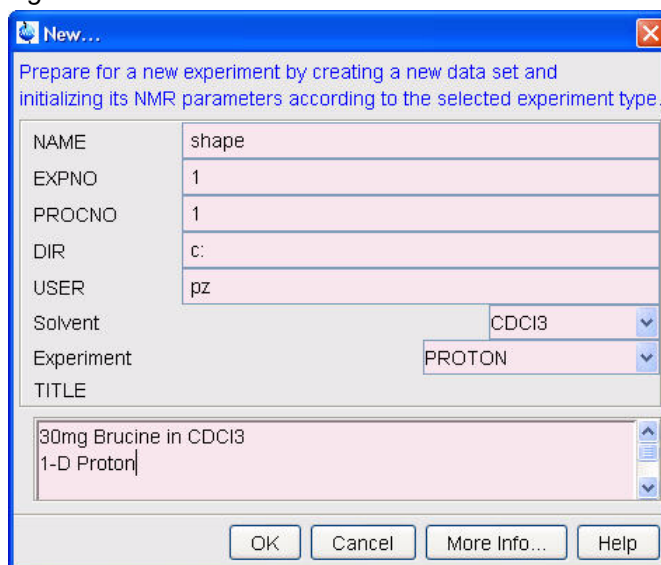 New...
Prepare for a new experiment by creating a new data set and
initializing its NMR parameters according to the selected experiment type.
NAME shape
EXPNO 1
PROCNO 1
DIR c:
USER pz
Solvent CDCl3
Experiment PROTON
TITLE
30mg Brucine in CDCl3
1-D Proton
OK Cancel More Info... Help